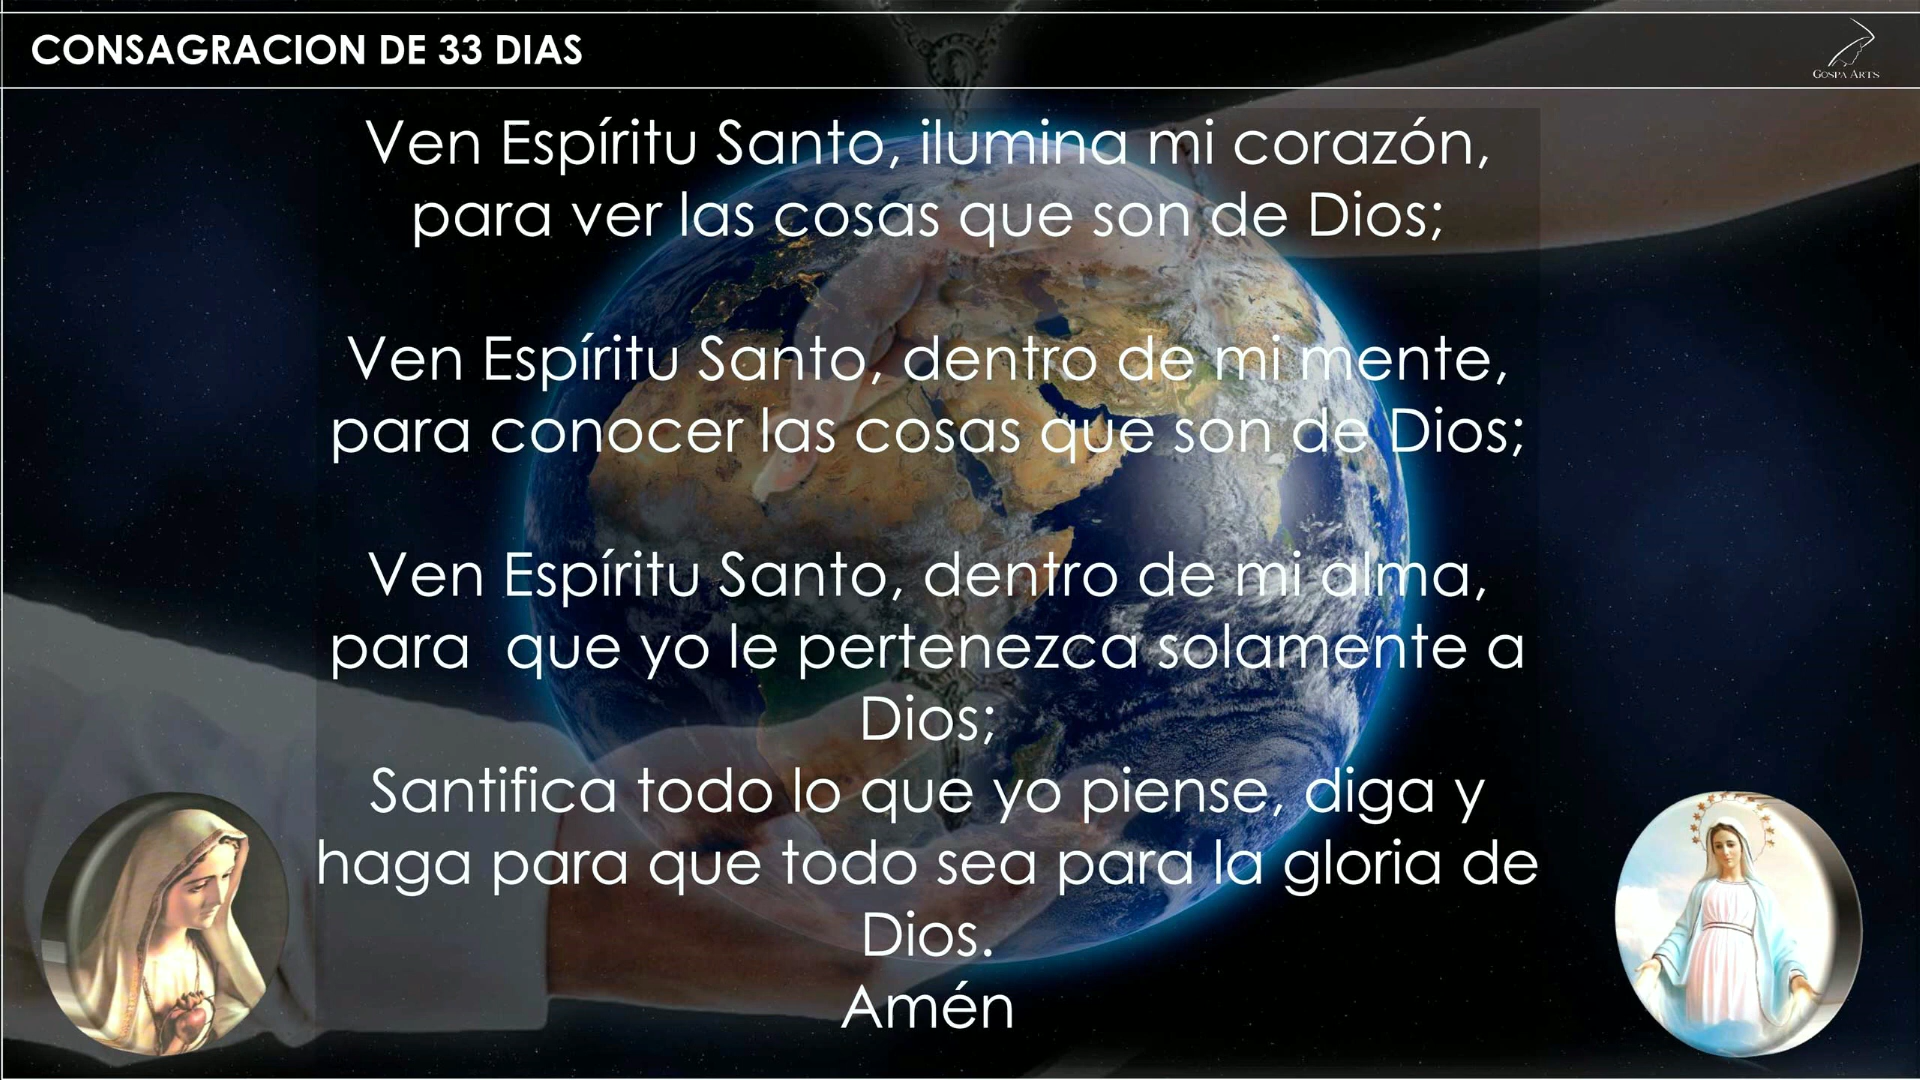 CONSAGRACION DE 33 DIAS
GOSPA ARTS
Ven Espíritu Santo, ilumina mi corazón,
para ver las cosas que son de Dios;
Ven Espíritu Santo, dentro de mi mente,
para conocer las cosas que son de Dios;
Ven Espíritu Santo, dentro de mi alma,
para  que yo le pertenezca solamente a
Dios;
Santifica todo lo que yo piense, diga y
haga para que todo sea para la gloria de
Dios.
Amén